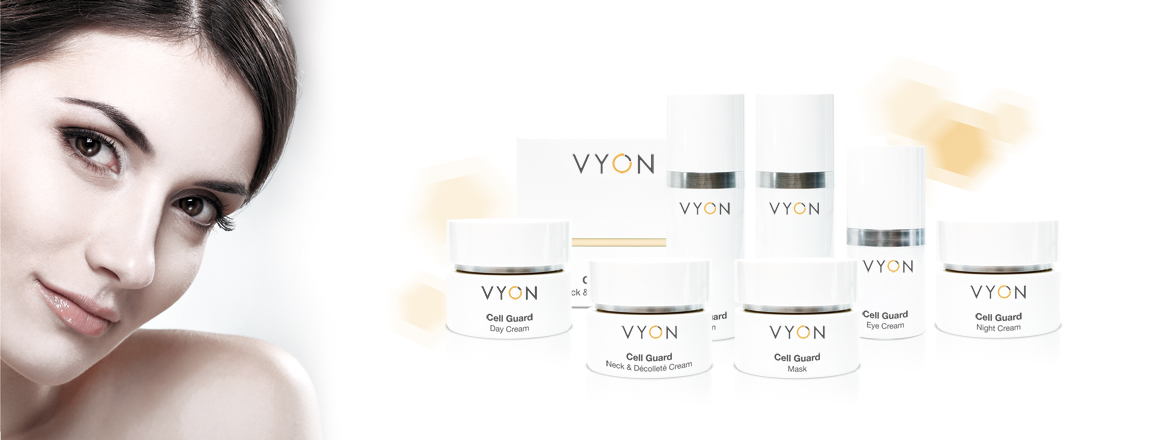 VYON
VYON
VYON
VYON
Cell Guard
Day Cream
VYON
Cell Guard
Neck & Décolleté Cream
VYON
Cell Guard
Mask
VYON
Cell Guard
Eye Cream
VYON
Cell Guard
Night Cream